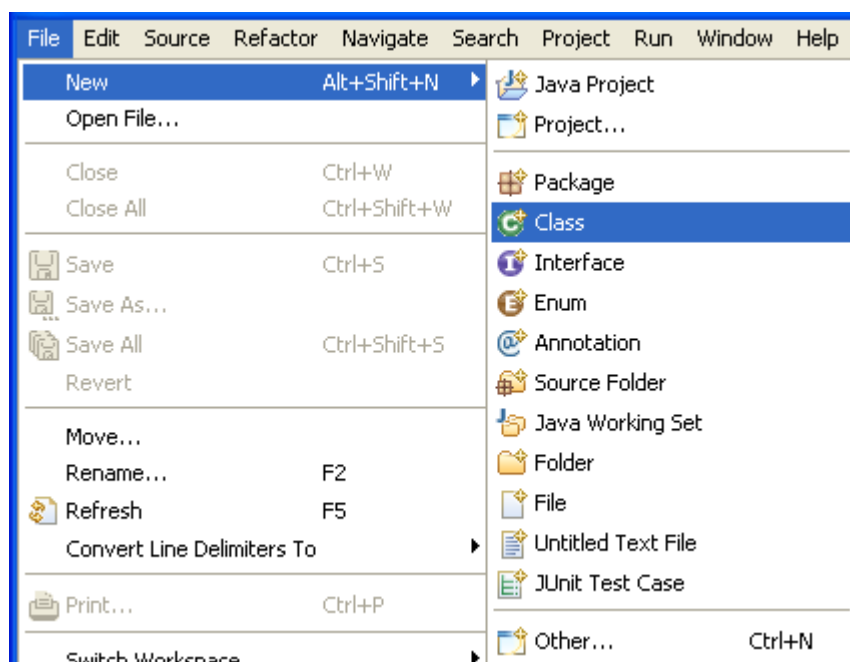 File Edit Source Refactor Navigate Search Project Run Window Help
New Alt+Shift+N
Open File...
Close Ctrl+W
Close All Ctrl+Shift+W
Save Ctrl+S
Save As...
Save All Ctrl+Shift+S
Revert
Move...
Rename... F2
Refresh F5
Convert Line Delimiters To
Print... Ctrl+P
Switch Workspace
Java Project
Project...
Package
Class
Interface
Enum
Annotation
Source Folder
Java Working Set
Folder
File
Untitled Text File
JUnit Test Case
Other... Ctrl+N